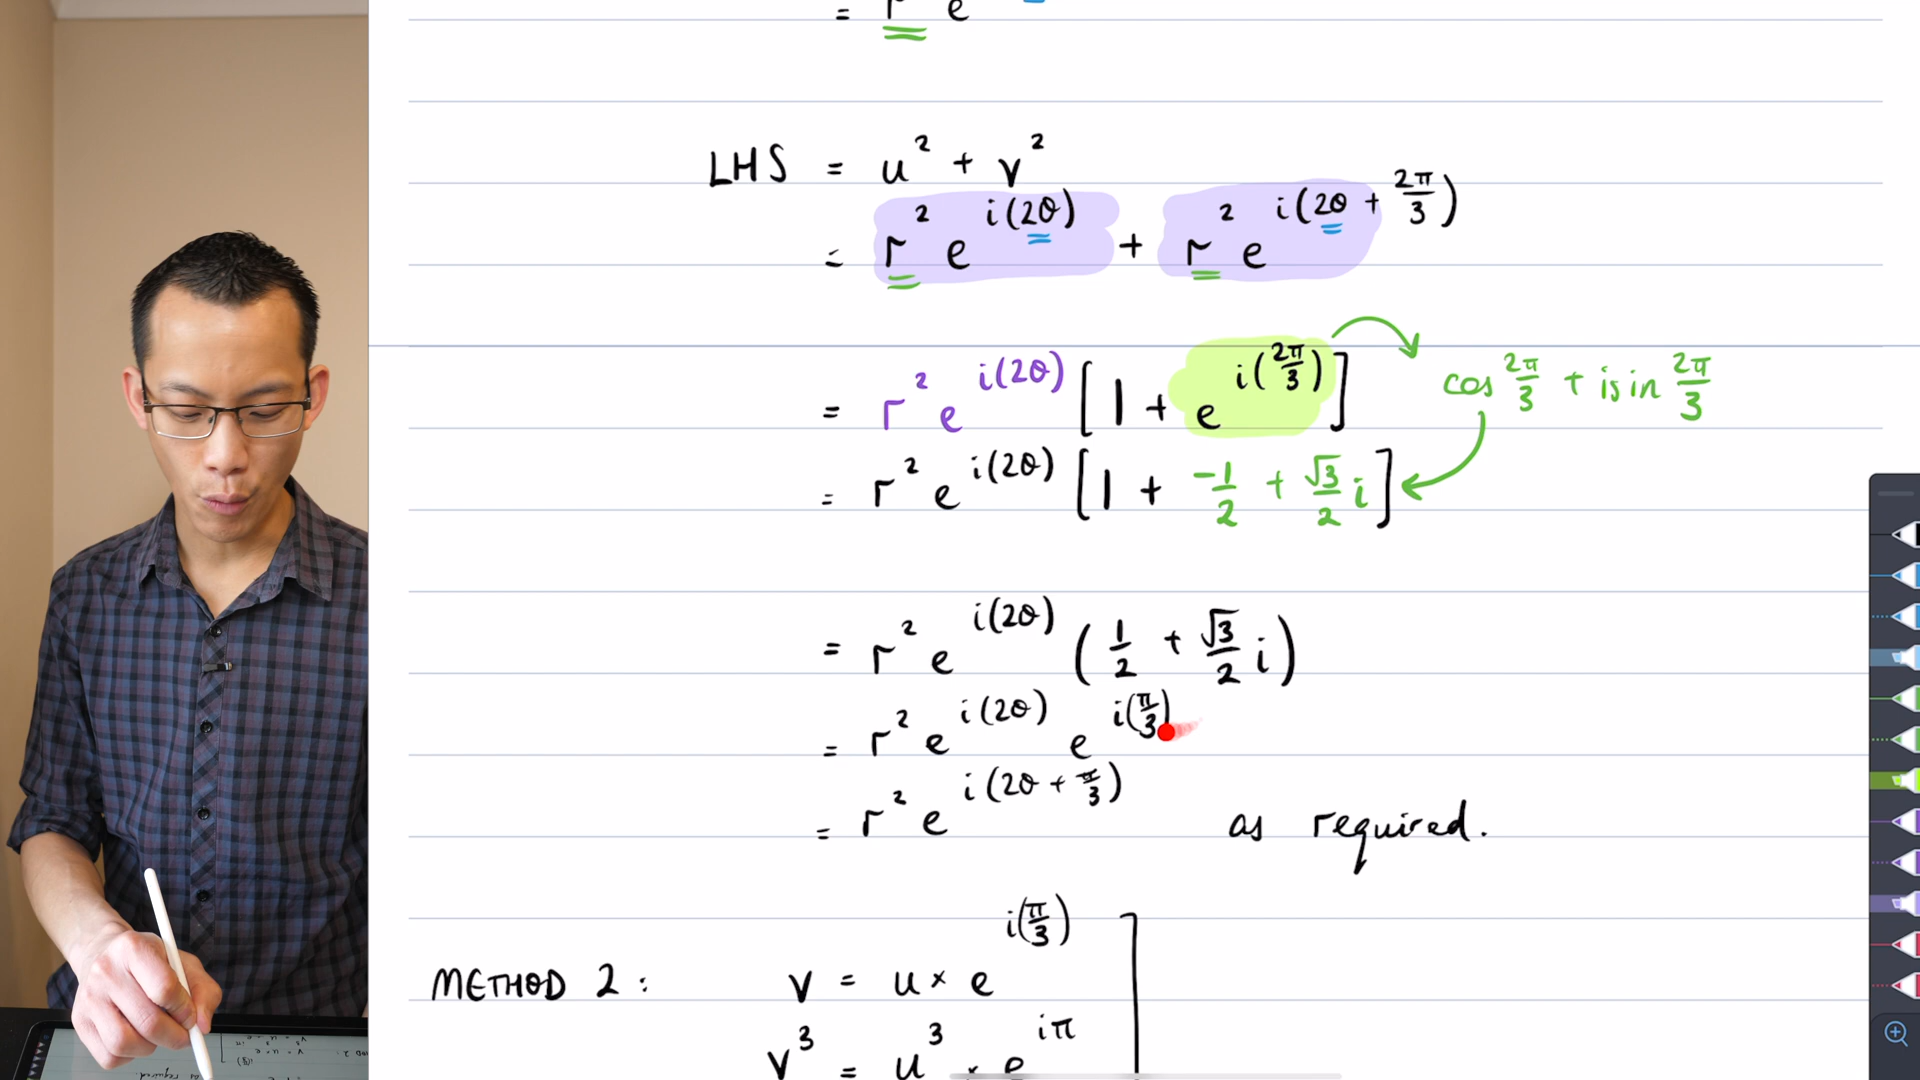 = r e
LHS = u² + v²
= r² e^{i(2θ)} + r² e^{i(2θ + 2π/3)}
= r² e^{i(2θ)} [1 + e^{i(2π/3)}] cos 2π/3 + i sin 2π/3
= r² e^{i(2θ)} [1 + -1/2 + √3/2 i]
= r² e^{i(2θ)} (1/2 + √3/2 i)
= r² e^{i(2θ)} e^{i(π/3)}
= r² e^{i(2θ + π/3)} as required.
METHOD 2: v = u × e^{i(π/3)}
v³ = u³ × e^{iπ}